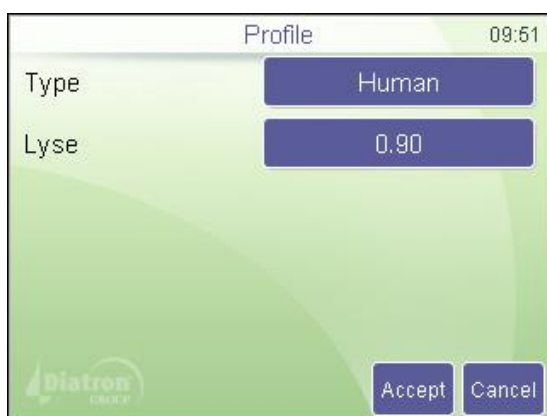 Profile 09:51
Type Human
Lyse 0.90
Diatron
GROUP
Accept Cancel